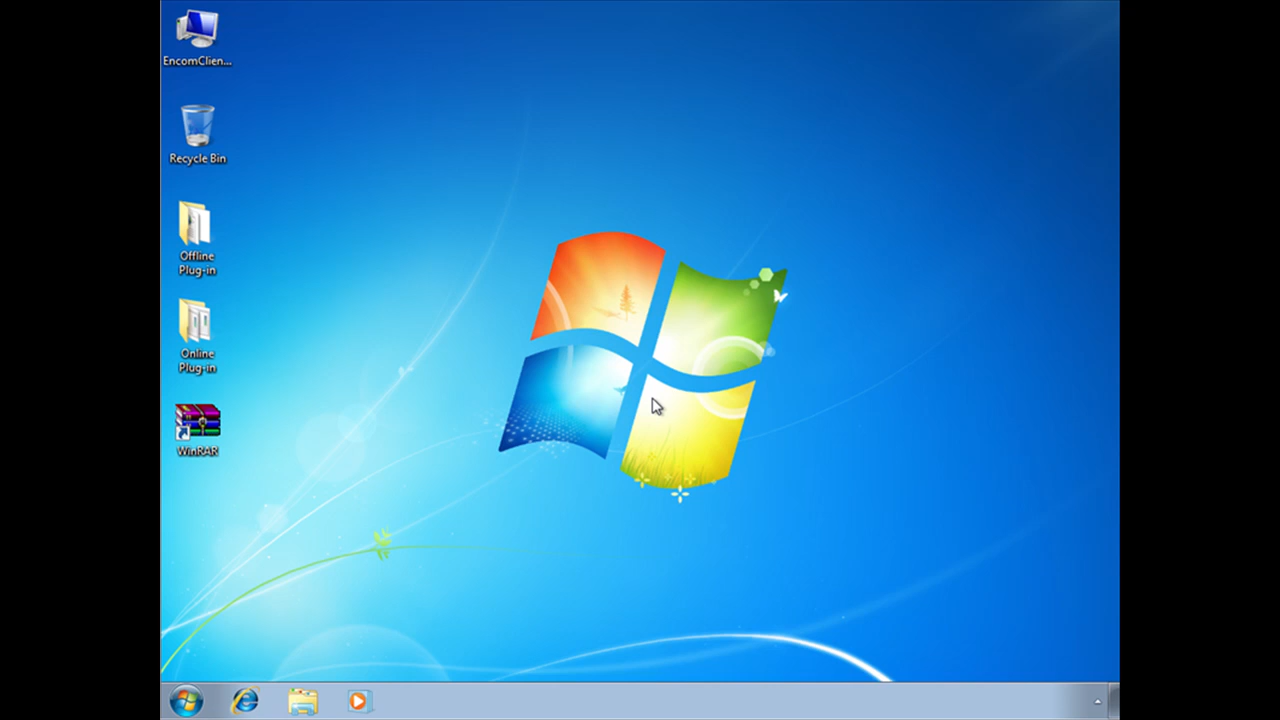 EncomClien...
Recycle Bin
Offline
Plug-in
Online
Plug-in
WinRAR